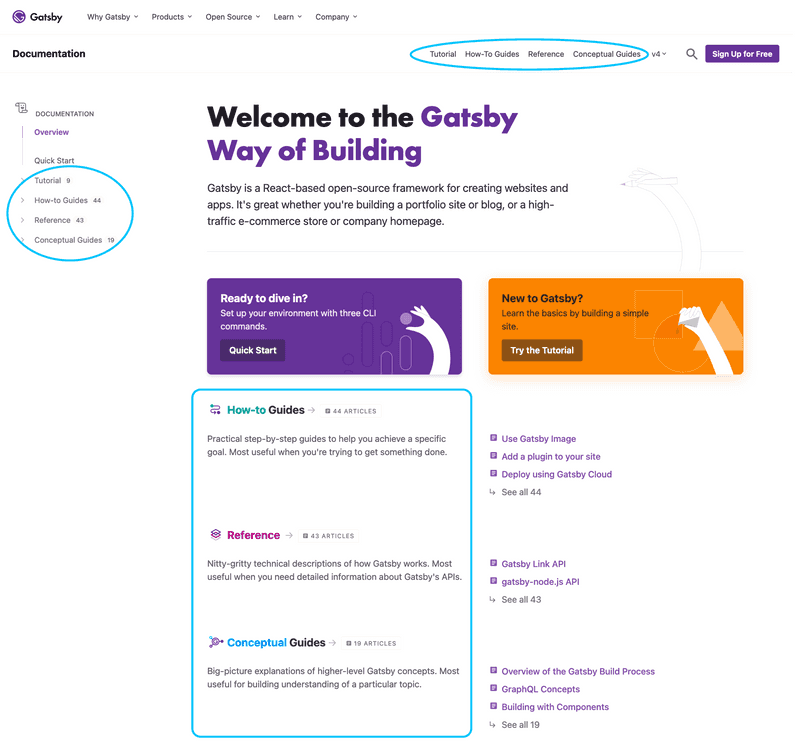 Gatsby
Why Gatsby Products Open Source Learn Company
Documentation
Tutorial How-To Guides Reference Conceptual Guides v4 Sign Up for Free
DOCUMENTATION
Overview
Quick Start
Tutorial 9
How-to Guides 44
Reference 43
Conceptual Guides 19
Welcome to the Gatsby
Way of Building
Gatsby is a React-based open-source framework for creating websites and
apps. It's great whether you're building a portfolio site or blog, or a high-
traffic e-commerce store or company homepage.
Ready to dive in?
Set up your environment with three CLI
commands.
Quick Start
New to Gatsby?
Learn the basics by building a simple
site.
Try the Tutorial
How-to Guides 44 ARTICLES
Practical step-by-step guides to help you achieve a specific
goal. Most useful when you're trying to get something done.
Use Gatsby Image
Add a plugin to your site
Deploy using Gatsby Cloud
See all 44
Reference 43 ARTICLES
Nitty-gritty technical descriptions of how Gatsby works. Most
useful when you need detailed information about Gatsby's APIs.
Gatsby Link API
gatsby-node.js API
See all 43
Conceptual Guides 19 ARTICLES
Big-picture explanations of higher-level Gatsby concepts. Most
useful for building understanding of a particular topic.
Overview of the Gatsby Build Process
GraphQL Concepts
Building with Components
See all 19